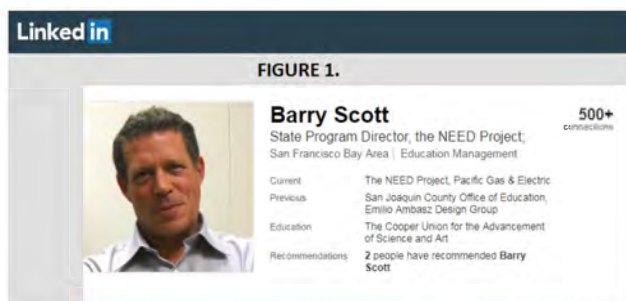 Linked in
FIGURE 1.
Barry Scott
500+
connections
State Program Director, the NEED Project;
San Francisco Bay Area | Education Management
Current The NEED Project, Pacific Gas & Electric
Previous San Joaquin County Office of Education,
Emilio Ambasz Design Group
Education The Cooper Union for the Advancement
of Science and Art
Recommendations 2 people have recommended Barry
Scott